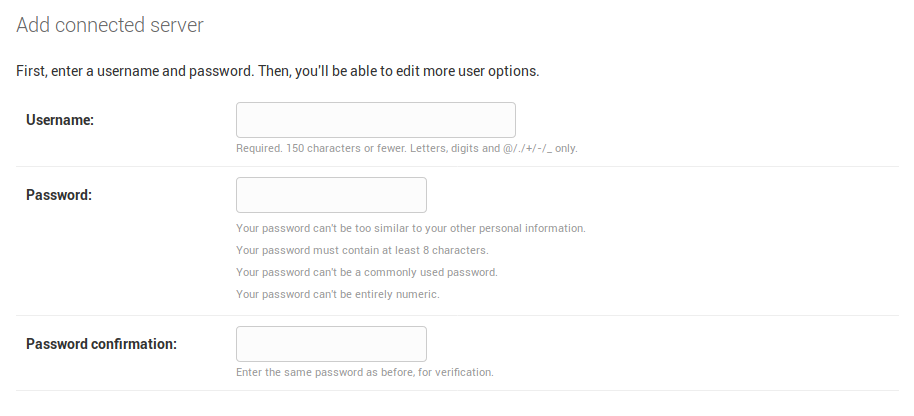 Add connected server
First, enter a username and password. Then, you'll be able to edit more user options.
Username:
Required. 150 characters or fewer. Letters, digits and @/./+/-/_ only.
Password:
Your password can't be too similar to your other personal information.
Your password must contain at least 8 characters.
Your password can't be a commonly used password.
Your password can't be entirely numeric.
Password confirmation:
Enter the same password as before, for verification.